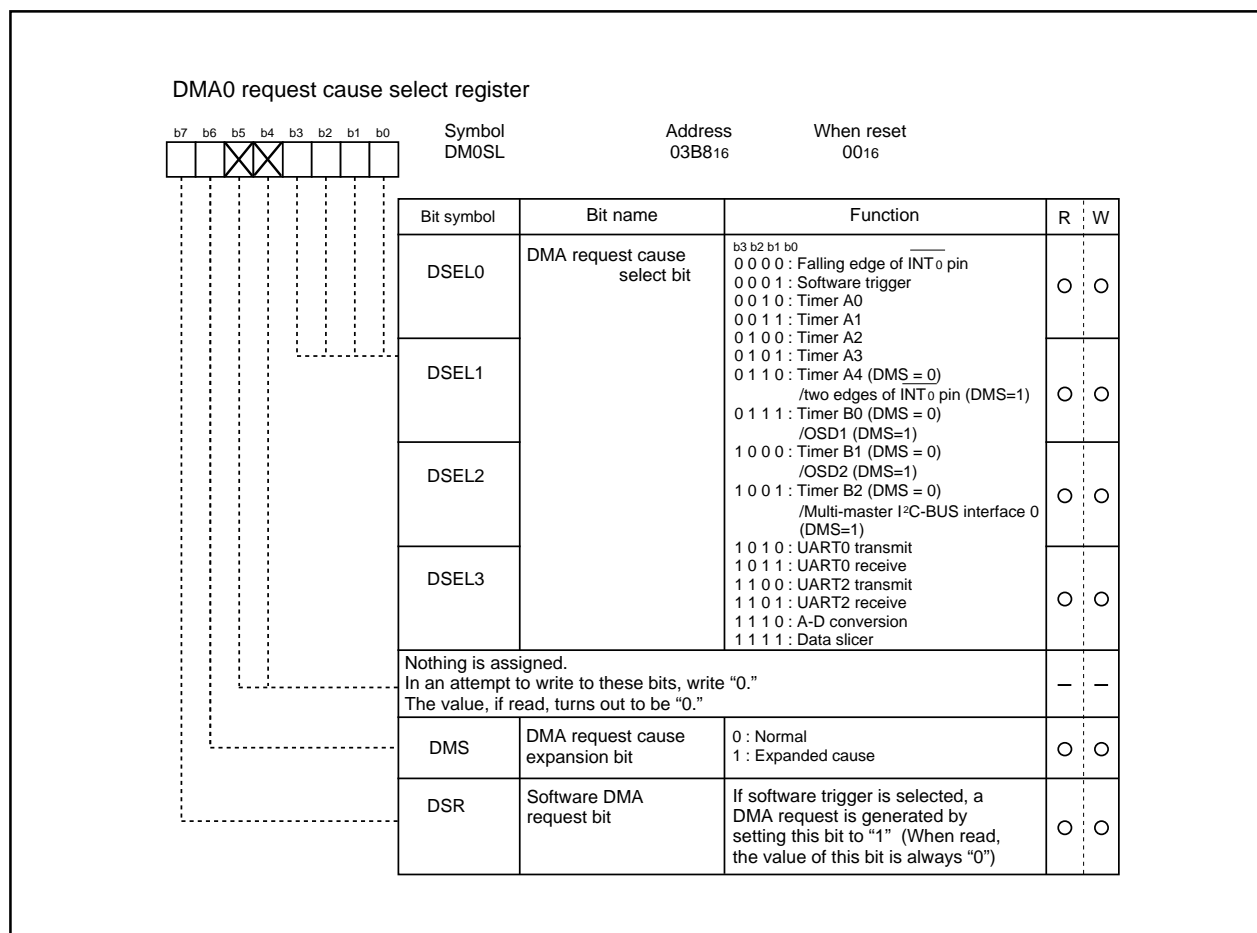 DMA0 request cause select register
b7 b6 b5 b4 b3 b2 b1 b0
Symbol Address When reset
DM0SL 03B816 0016
Bit symbol Bit name Function R W
DSEL0
DSEL1
DSEL2
DSEL3
DMA request cause
select bit
b3 b2 b1 b0
0 0 0 0 : Falling edge of INT0 pin
0 0 0 1 : Software trigger
0 0 1 0 : Timer A0
0 0 1 1 : Timer A1
0 1 0 0 : Timer A2
0 1 0 1 : Timer A3
0 1 1 0 : Timer A4 (DMS = 0)
/two edges of INT0 pin (DMS=1)
0 1 1 1 : Timer B0 (DMS = 0)
/OSD1 (DMS=1)
1 0 0 0 : Timer B1 (DMS = 0)
/OSD2 (DMS=1)
1 0 0 1 : Timer B2 (DMS = 0)
/Multi-master I2C-BUS interface 0
(DMS=1)
1 0 1 0 : UART0 transmit
1 0 1 1 : UART0 receive
1 1 0 0 : UART2 transmit
1 1 0 1 : UART2 receive
1 1 1 0 : A-D conversion
1 1 1 1 : Data slicer
Nothing is assigned.
In an attempt to write to these bits, write “0.”
The value, if read, turns out to be “0.”
– –
DMS
DMA request cause
expansion bit
0 : Normal
1 : Expanded cause
DSR
Software DMA
request bit
If software trigger is selected, a
DMA request is generated by
setting this bit to “1” (When read,
the value of this bit is always “0”)